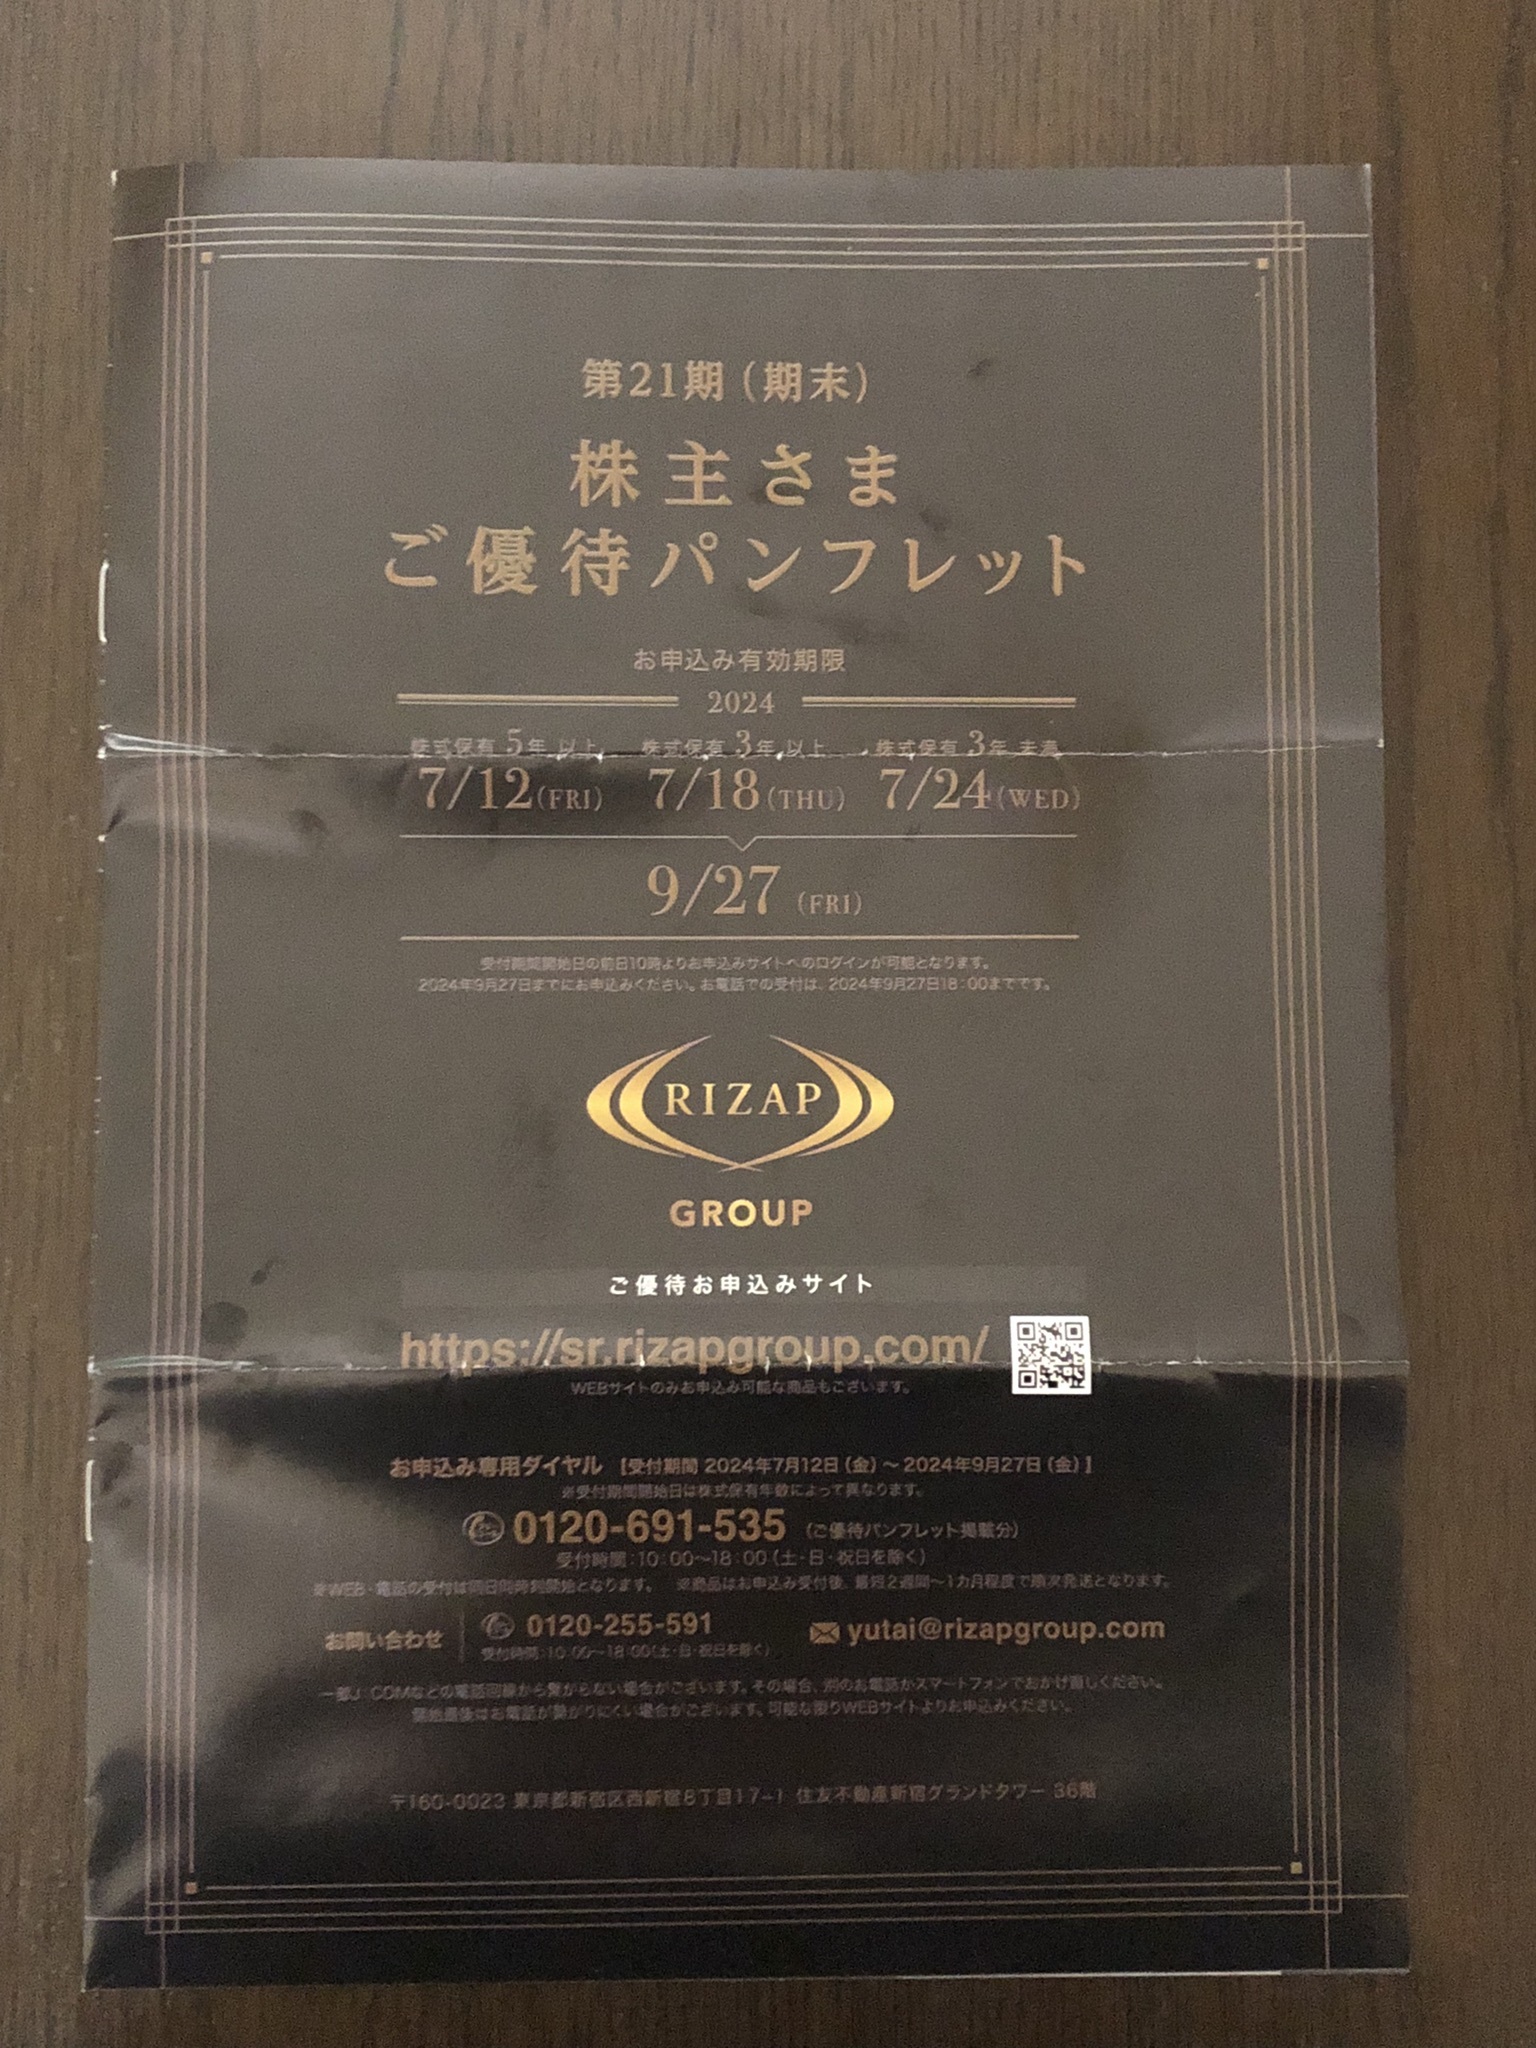 第21期（期末）
株主さま
ご優待パンフレット
お申込み有効期限
2024
株式保有5年以上 株式保有3年以上 株式保有3年未満
7/12(FRI) 7/18(THU) 7/24(WED)
9/27(FRI)
受付期間開始日の前日10時よりお申込みサイトへのログインが可能となります。
2024年9月27日までにお申込みください。お電話での受付は、2024年9月27日18：00までです。
RIZAP
GROUP
ご優待お申込みサイト
https://sr.rizapgroup.com/
WEBサイトのみお申込み可能な商品もございます。
お申込み専用ダイヤル 【受付期間 2024年7月12日（金）～2024年9月27日（金）】
※受付期間開始日は株式保有年数によって異なります。
0120-691-535 （ご優待パンフレット掲載分）
受付時間：10：00～18：00（土・日・祝日を除く）
※WEB・電話の受付は同日同時刻開始となります。 ※商品はお申込み受付後、最短2週間～1カ月程度で順次発送となります。
お問い合わせ 0120-255-591 yutai@rizapgroup.com
受付時間：10：00～18：00（土・日・祝日を除く）
一部J：COMなどの電話回線から繋がらない場合がございます。その場合、別のお電話かスマートフォンでおかけ直しください。
開始直後はお電話が繋がりにくい場合がございます。可能な限りWEBサイトよりお申込みください。
〒160-0023 東京都新宿区西新宿8丁目17-1 住友不動産新宿グランドタワー 36階